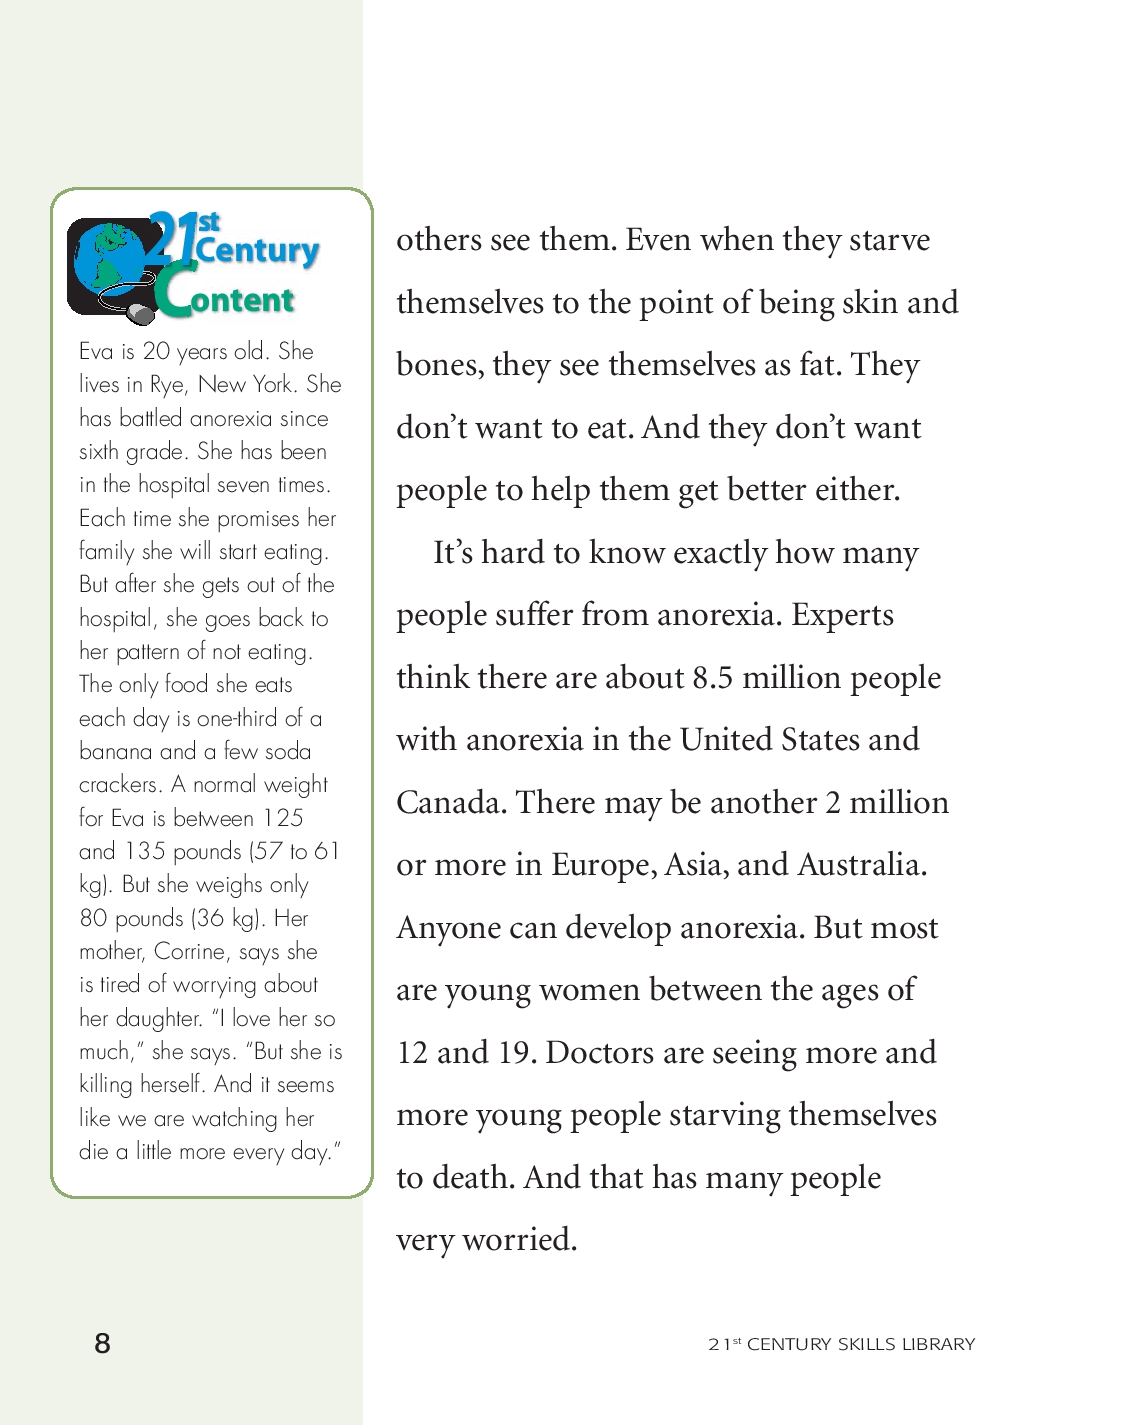 21st
Century
Content
Eva is 20 years old. She
lives in Rye, New York. She
has battled anorexia since
sixth grade. She has been
in the hospital seven times.
Each time she promises her
family she will start eating.
But after she gets out of the
hospital, she goes back to
her pattern of not eating.
The only food she eats
each day is one-third of a
banana and a few soda
crackers. A normal weight
for Eva is between 125
and 135 pounds (57 to 61
kg). But she weighs only
80 pounds (36 kg). Her
mother, Corrine, says she
is tired of worrying about
her daughter. “I love her so
much,” she says. “But she is
killing herself. And it seems
like we are watching her
die a little more every day.”
others see them. Even when they starve
themselves to the point of being skin and
bones, they see themselves as fat. They
don’t want to eat. And they don’t want
people to help them get better either.
It’s hard to know exactly how many
people suffer from anorexia. Experts
think there are about 8.5 million people
with anorexia in the United States and
Canada. There may be another 2 million
or more in Europe, Asia, and Australia.
Anyone can develop anorexia. But most
are young women between the ages of
12 and 19. Doctors are seeing more and
more young people starving themselves
to death. And that has many people
very worried.
8
21st CENTURY SKILLS LIBRARY